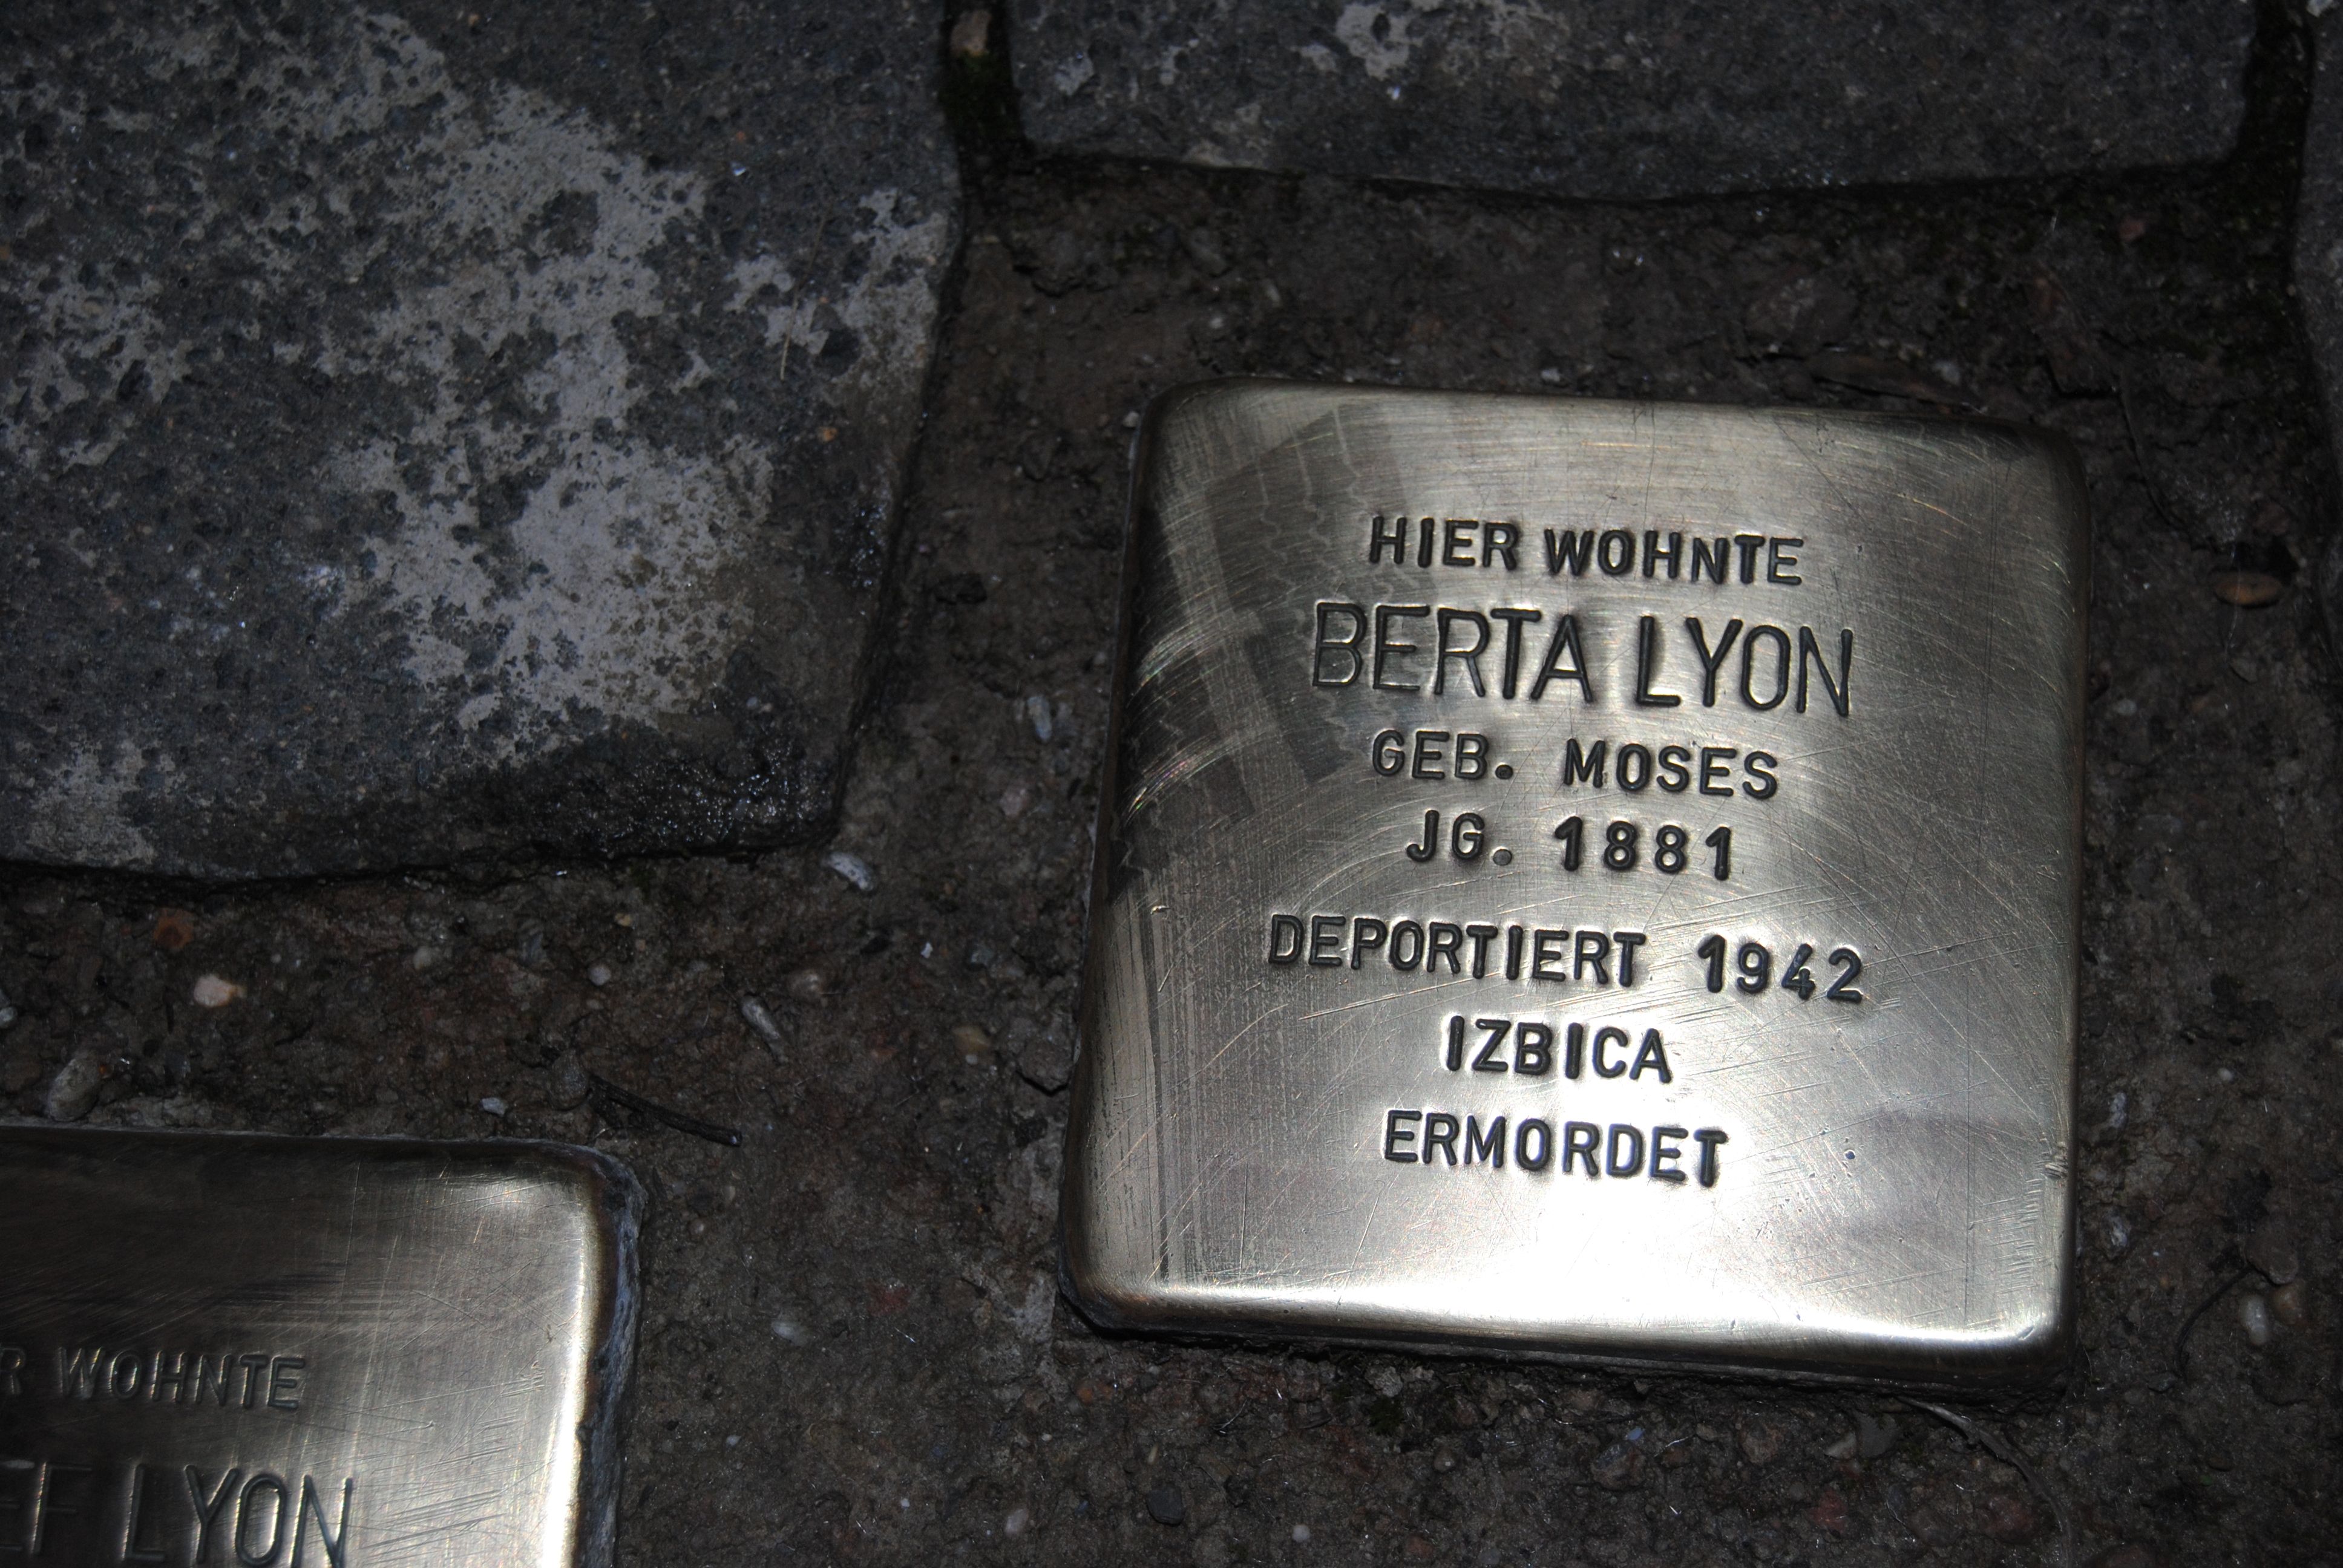 HIER WOHNTE
BERTA LYON
GEB. MOSES
JG. 1881
DEPORTIERT 1942
IZBICA
ERMORDET
WOHNTE
LYON